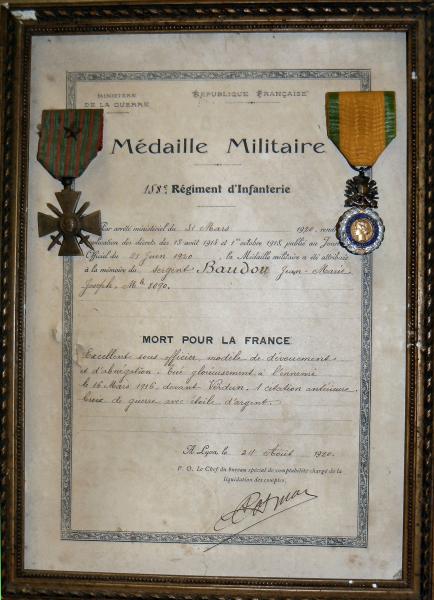 MINISTÈRE
DE LA GUERRE
RÉPUBLIQUE FRANÇAISE
Médaille Militaire
158e Régiment d'Infanterie
Par arrêté ministériel du 31 Mars 1920, rendu
application des décrets des 13 août 1914 et 1er octobre 1918, publié au Journ
Officiel du 21 Juin 1920 la Médaille militaire a été attribuée
à la mémoire du sergent Baudou Jean-Marie
Joseph, Mle 8090.
MORT POUR LA FRANCE
Excellent sous officier, modèle de dévouement
et d'abnégation. Tué glorieusement à l'ennemi
le 16 Mars 1916, devant Verdun. 1 citation antérieure.
Croix de guerre avec étoile d'argent.
A Lyon le 24 Août 1920.
P. O. Le Chef du bureau spécial de comptabilité chargé de la
liquidation des comptes,